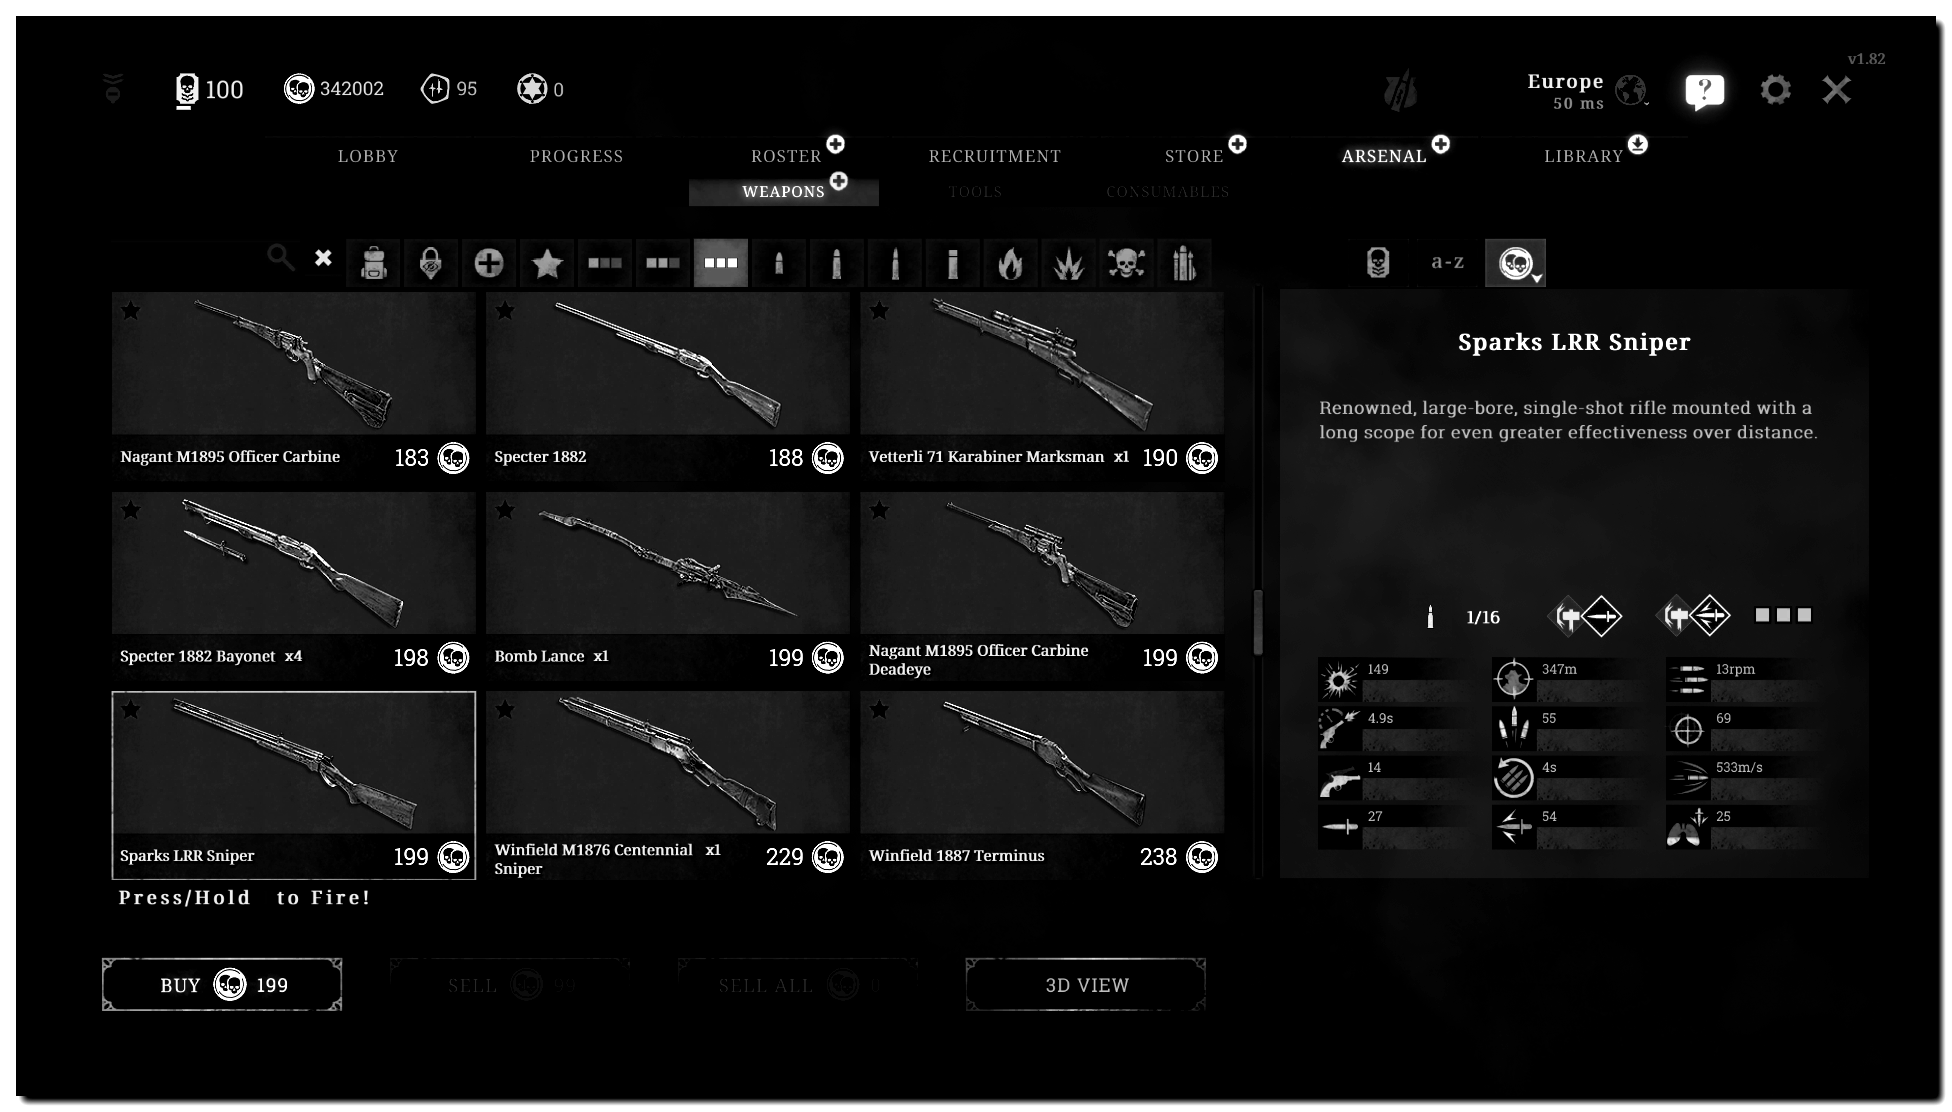 v1.82
100
342002
95
0
Europe
50 ms
?
LOBBY
PROGRESS
ROSTER
RECRUITMENT
STORE
ARSENAL
LIBRARY
WEAPONS
TOOLS
CONSUMABLES
a-z
Nagant M1895 Officer Carbine 183
Specter 1882 188
Vetterli 71 Karabiner Marksman x1 190
Specter 1882 Bayonet x4 198
Bomb Lance x1 199
Nagant M1895 Officer Carbine
Deadeye
199
Sparks LRR Sniper 199
Winfield M1876 Centennial x1
Sniper
229
Winfield 1887 Terminus 238
Press/Hold to Fire!
BUY 199
SELL 99
SELL ALL 0
3D VIEW
Sparks LRR Sniper
Renowned, large-bore, single-shot rifle mounted with a
long scope for even greater effectiveness over distance.
1/16
149 347m 13rpm
4.9s 55 69
14 4s 533m/s
27 54 25